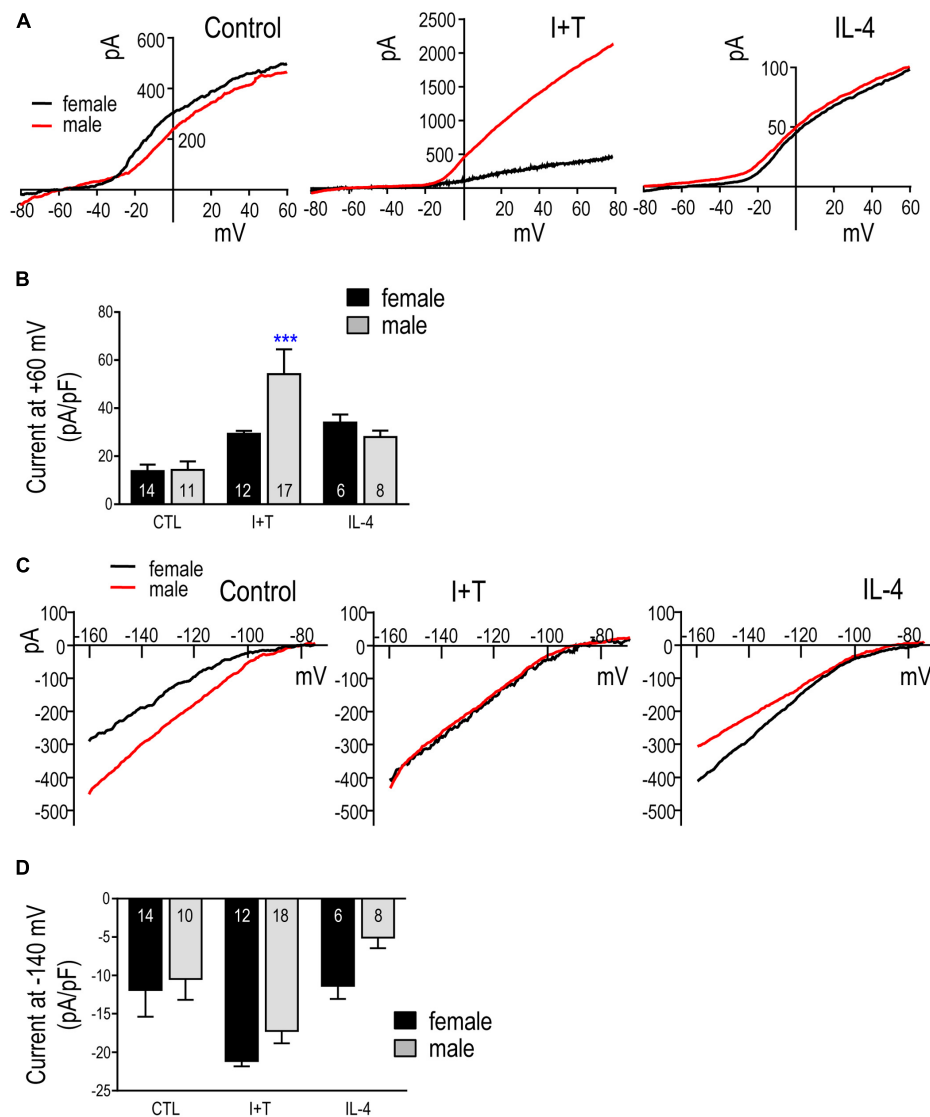 A
Control
I+T
IL-4
pA
600
400
200
female
male
-80 -60 -40 -20 20 40 60
mV
pA
2500
2000
1500
1000
500
-80 -60 -40 -20 20 40 60 80
mV
pA
100
50
-80 -60 -40 -20 20 40 60
mV
B
female
male
Current at +60 mV
(pA/pF)
80
60
40
20
0
***
14 11 12 17 6 8
CTL I+T IL-4
C
female
male
Control
I+T
IL-4
pA
100
0
-100
-200
-300
-400
-500
-160 -140 -120 -100 -80
mV
100
0
-100
-200
-300
-400
-500
-160 -140 -120 -100 -80
mV
100
0
-100
-200
-300
-400
-500
-160 -140 -120 -100 -80
mV
D
Current at -140 mV
(pA/pF)
0
-5
-10
-15
-20
-25
14 10 12 18 6 8
female
male
CTL I+T IL-4